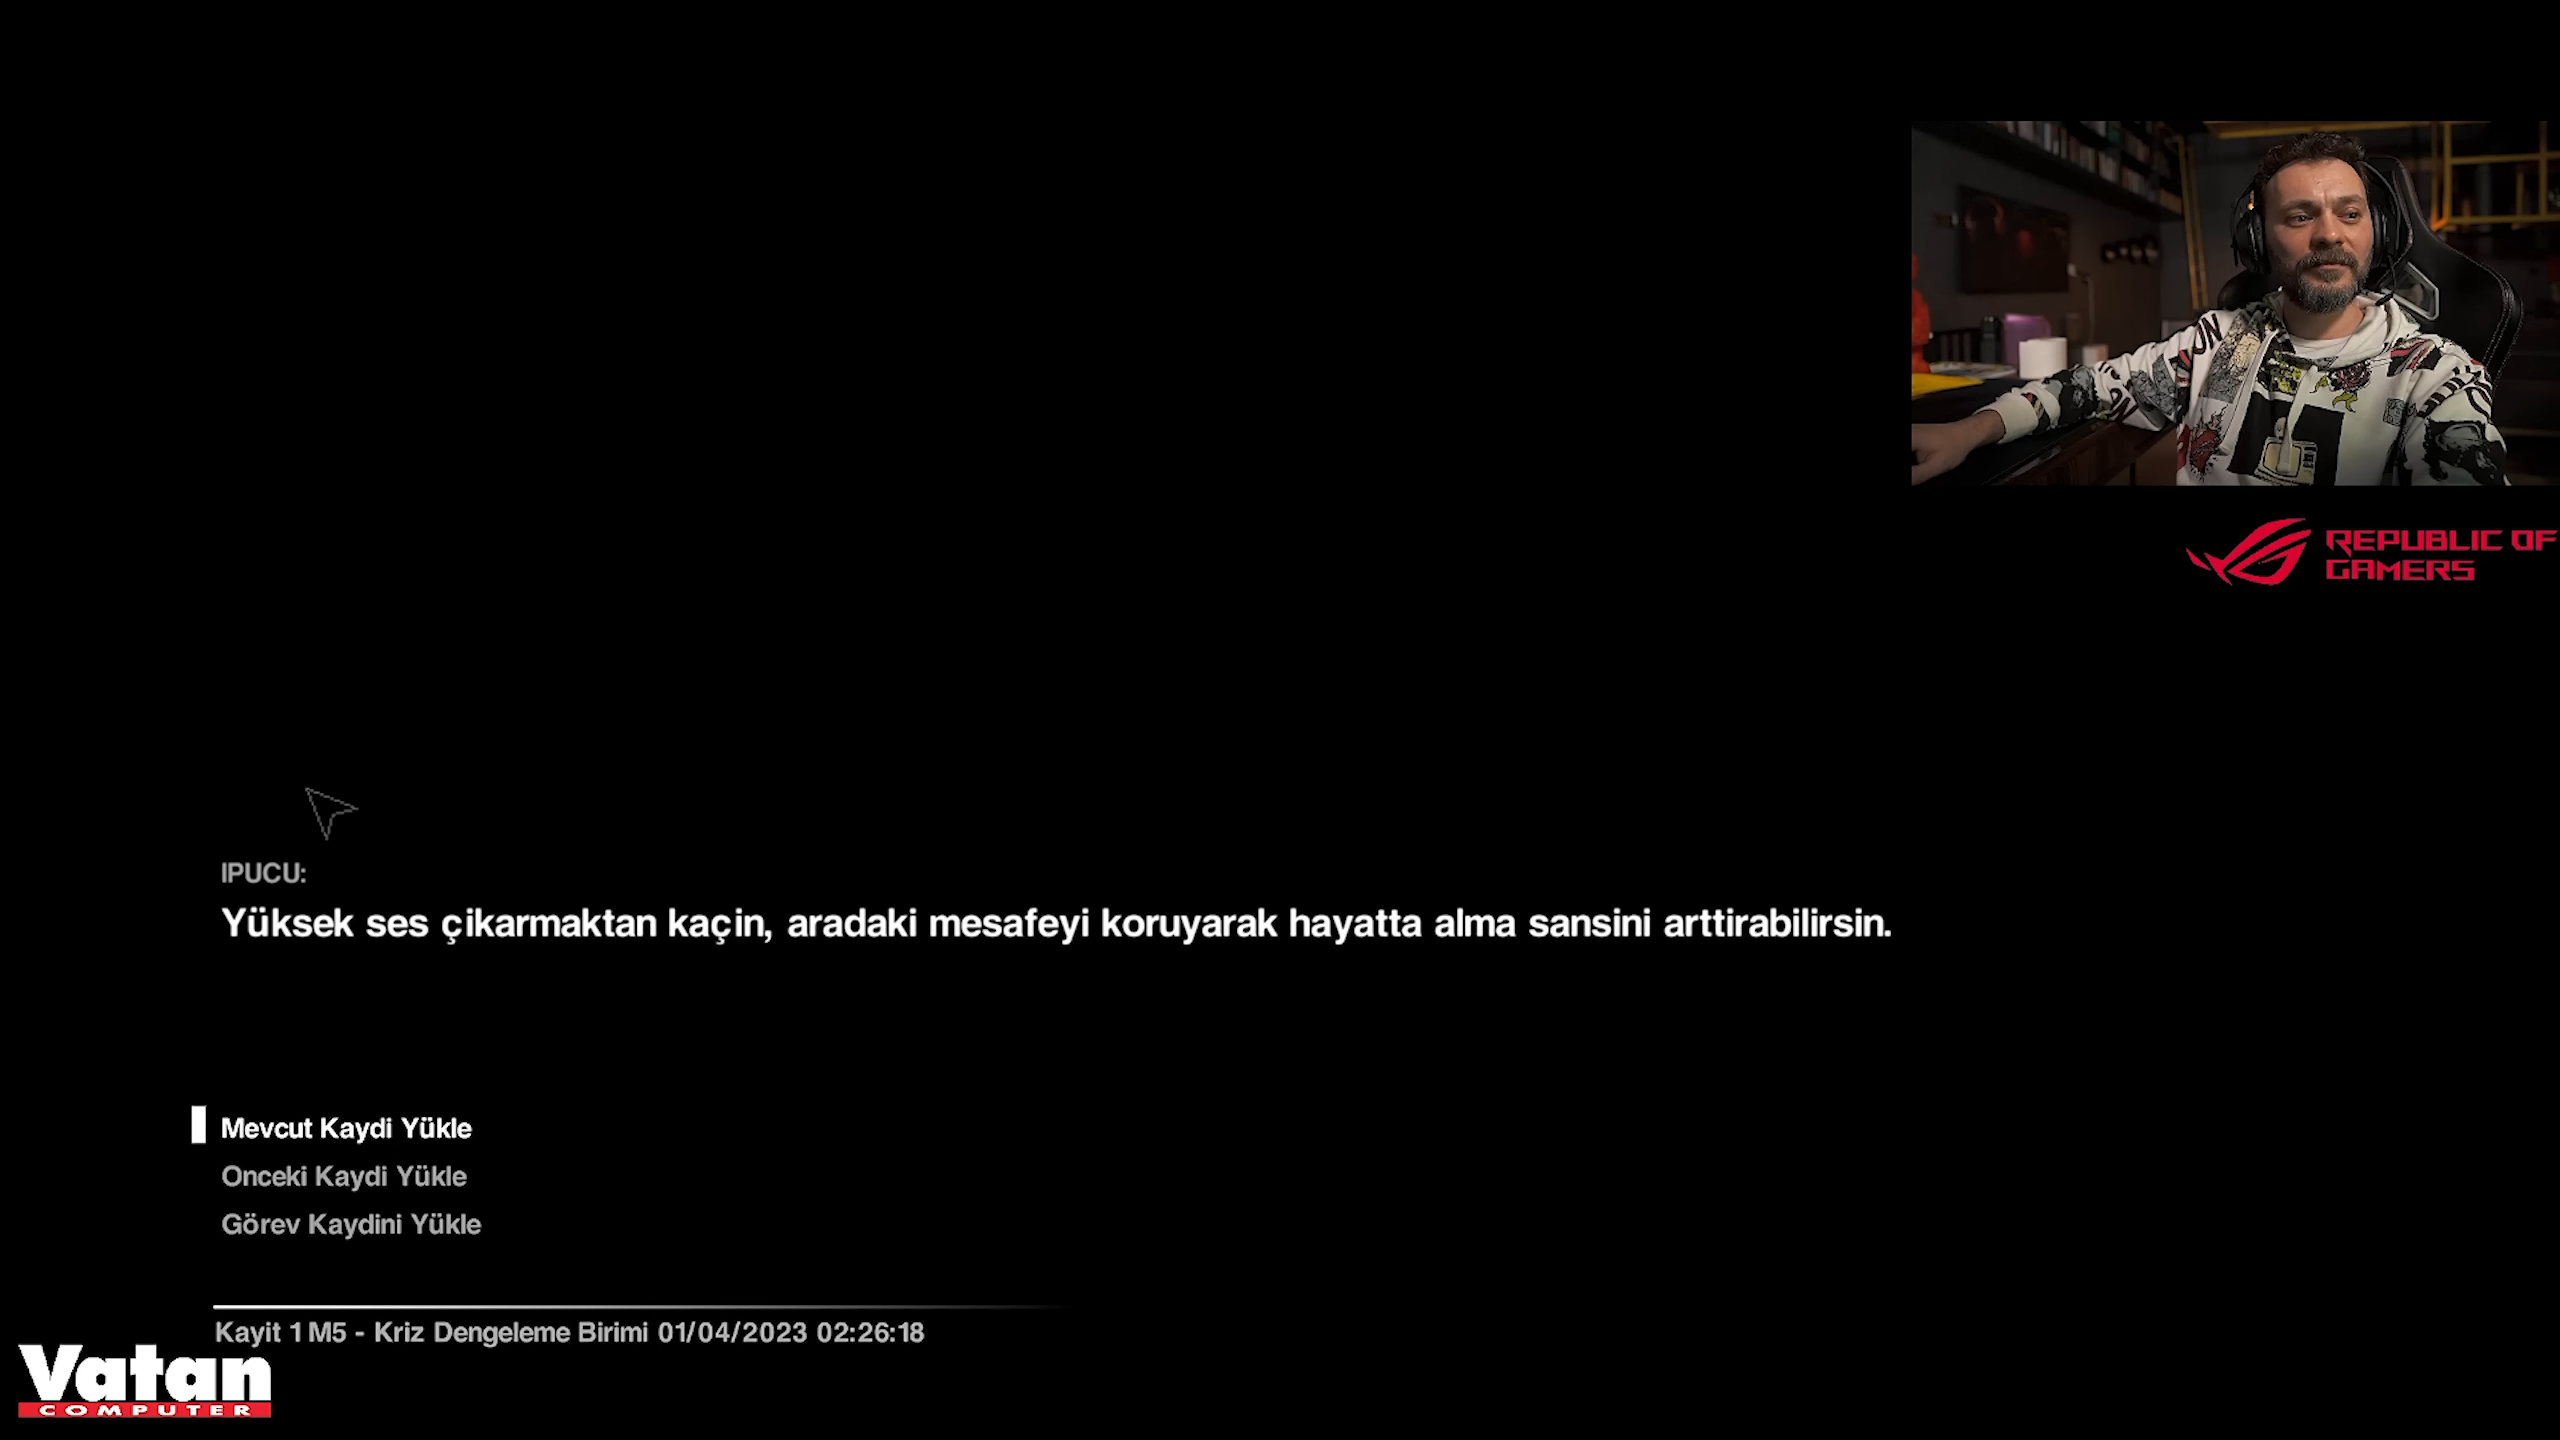 REPUBLIC OF
GAMERS
IPUCU:
Yüksek ses çikarmaktan kaçin, aradaki mesafeyi koruyarak hayatta alma sansini arttirabilirsin.
Mevcut Kaydi Yükle
Onceki Kaydi Yükle
Görev Kaydini Yükle
Kayit 1 M5 - Kriz Dengeleme Birimi 01/04/2023 02:26:18
Vatan
COMPUTER